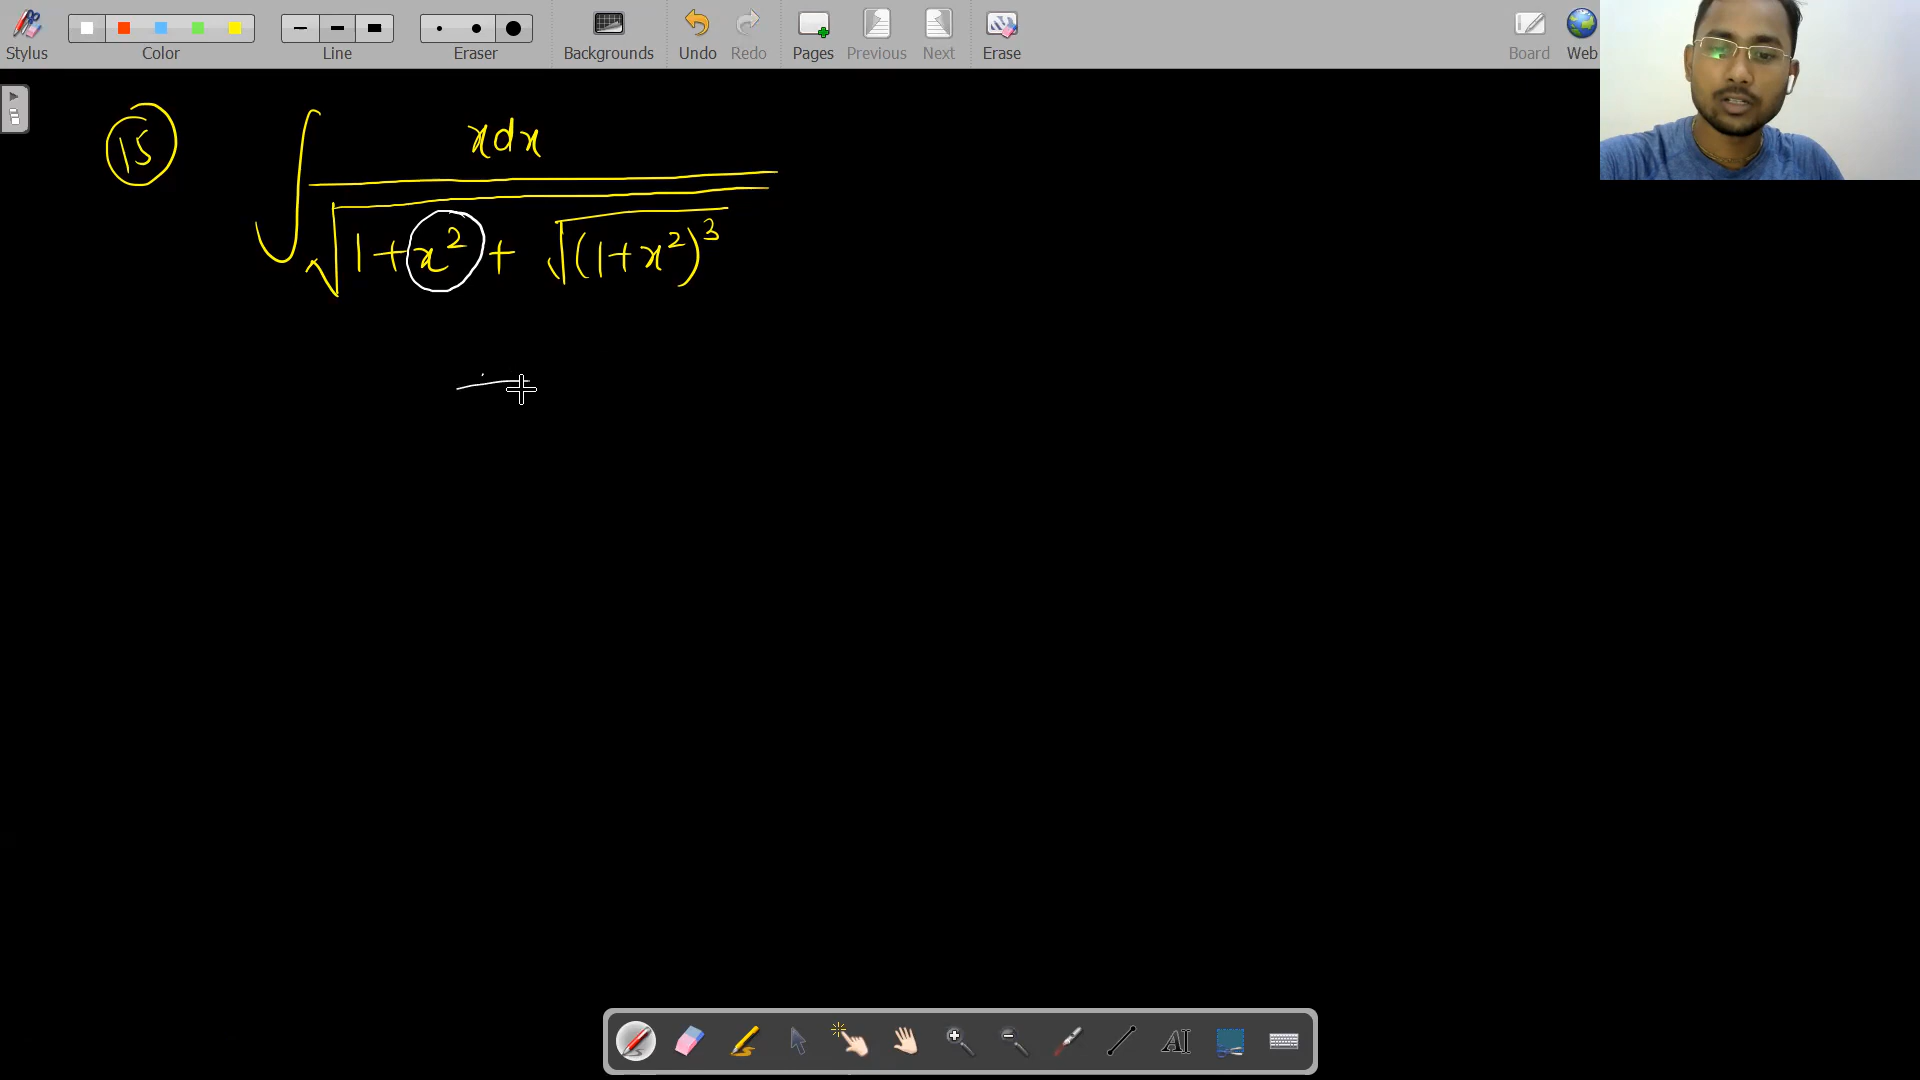 Stylus Color Line Eraser Backgrounds Undo Redo Pages Previous Next Erase Board Web
15 ∫ xdx / √(1+x² + √((1+x²)³))
AI